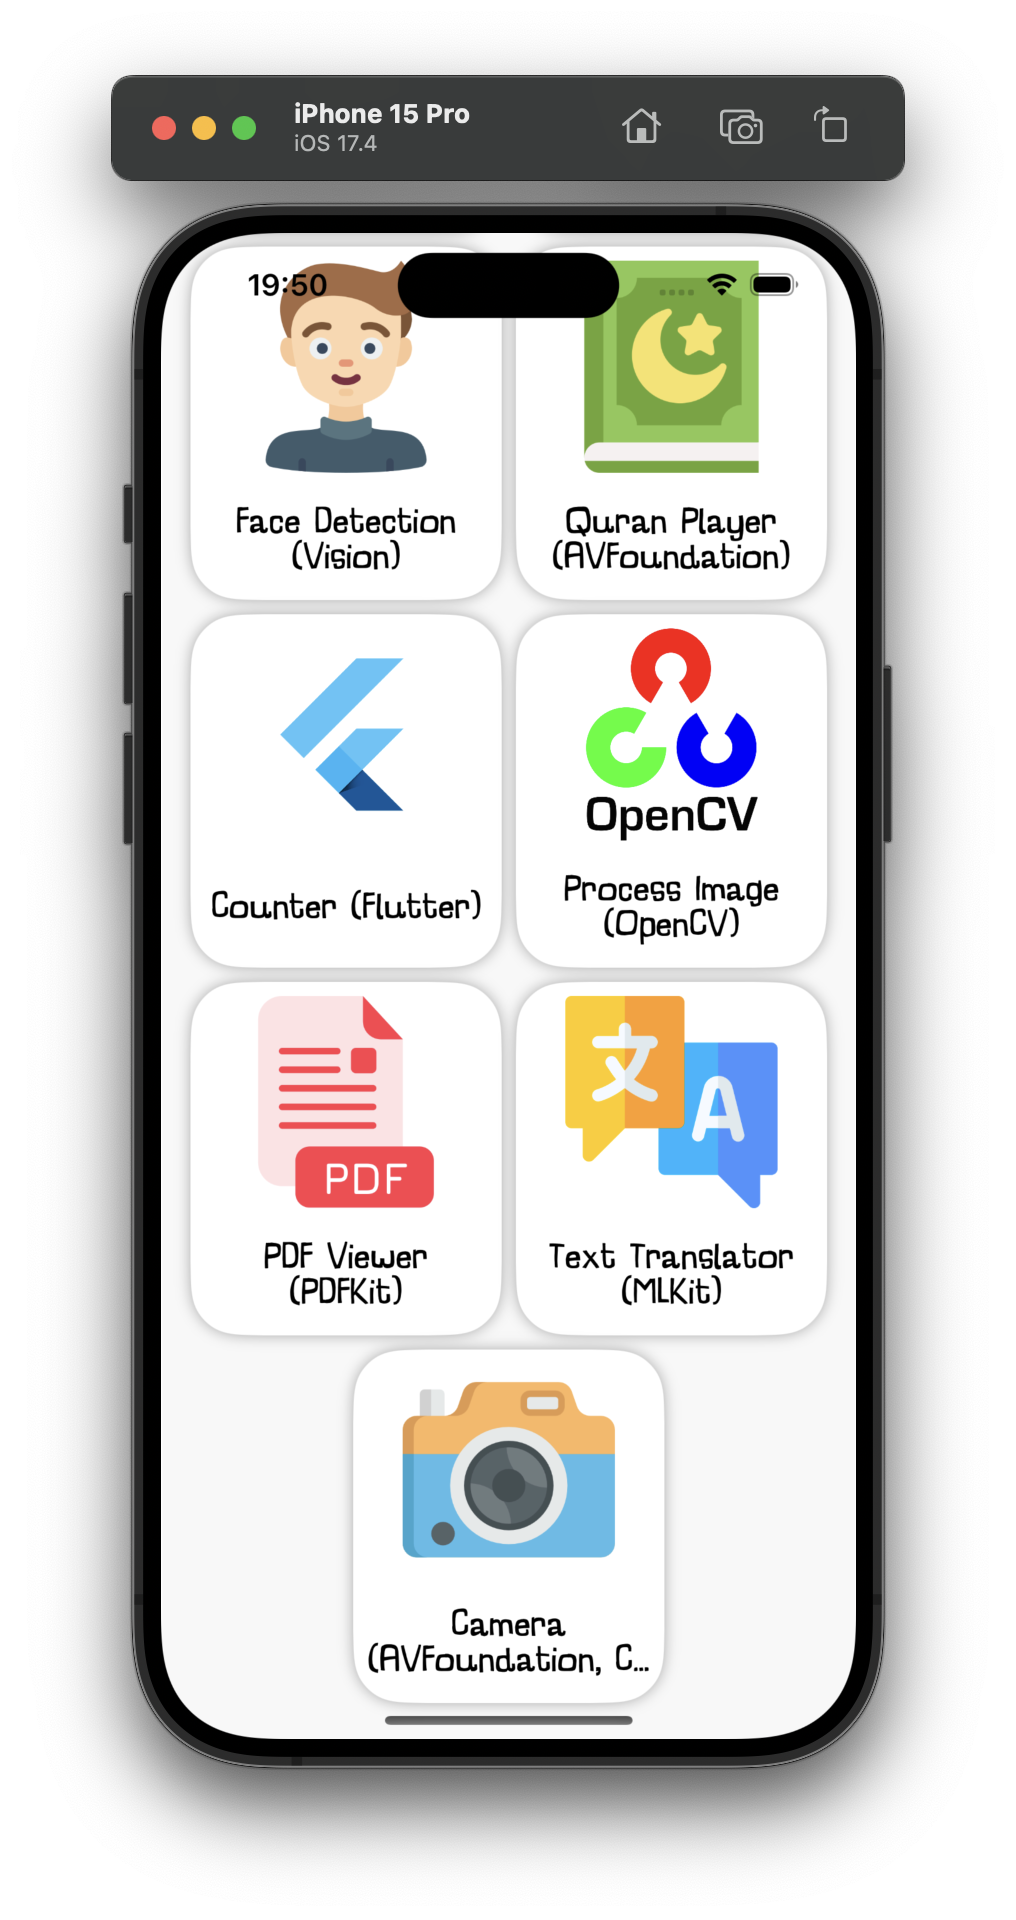 iPhone 15 Pro
iOS 17.4
19:50
Face Detection
(Vision)
Quran Player
(AVFoundation)
Counter (Flutter)
OpenCV
Process Image
(OpenCV)
PDF
PDF Viewer
(PDFKit)
文
A
Text Translator
(MLKit)
Camera
(AVFoundation, C...